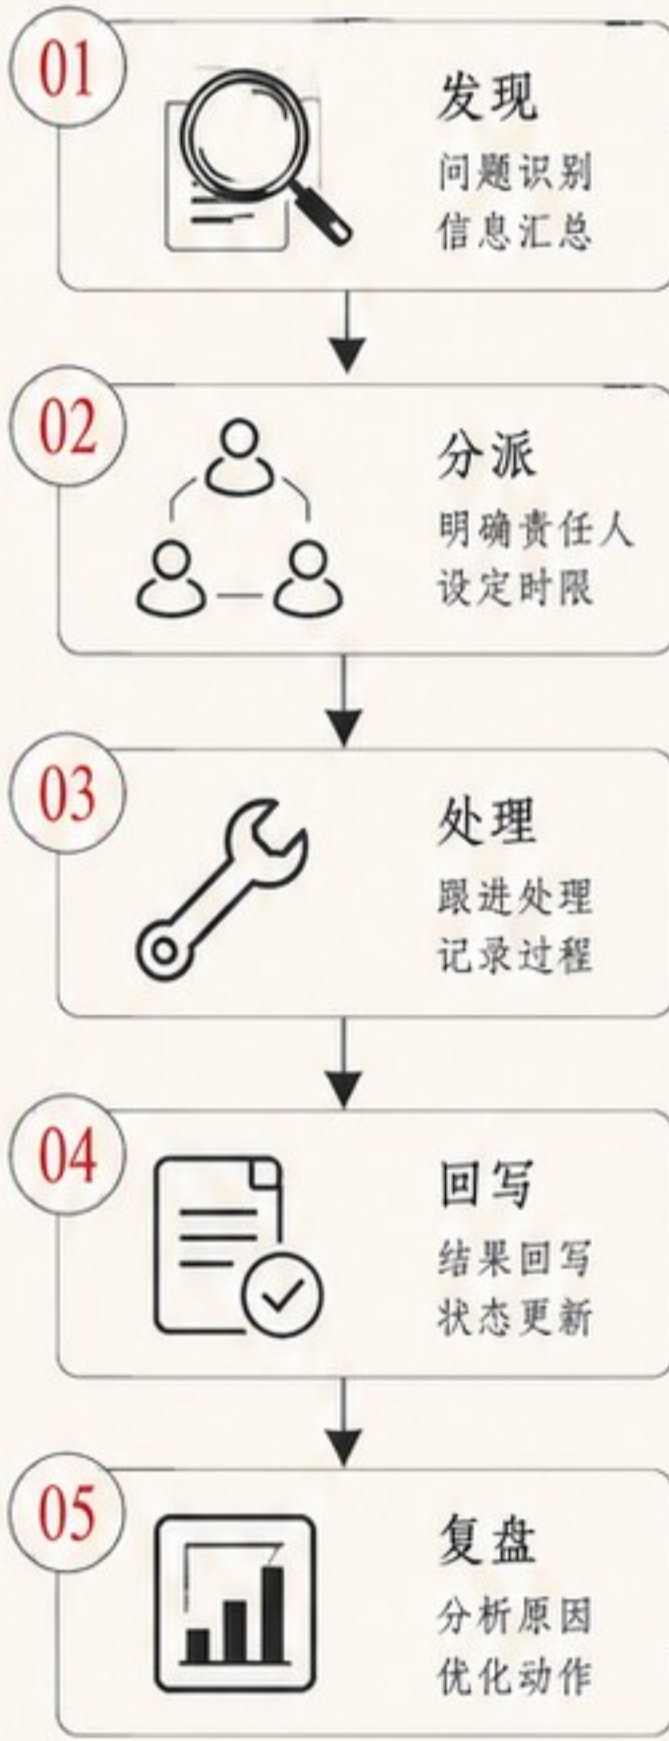 01
发现
问题识别
信息汇总
02
分派
明确责任人
设定时限
03
处理
跟进处理
记录过程
04
回写
结果回写
状态更新
05
复盘
分析原因
优化动作